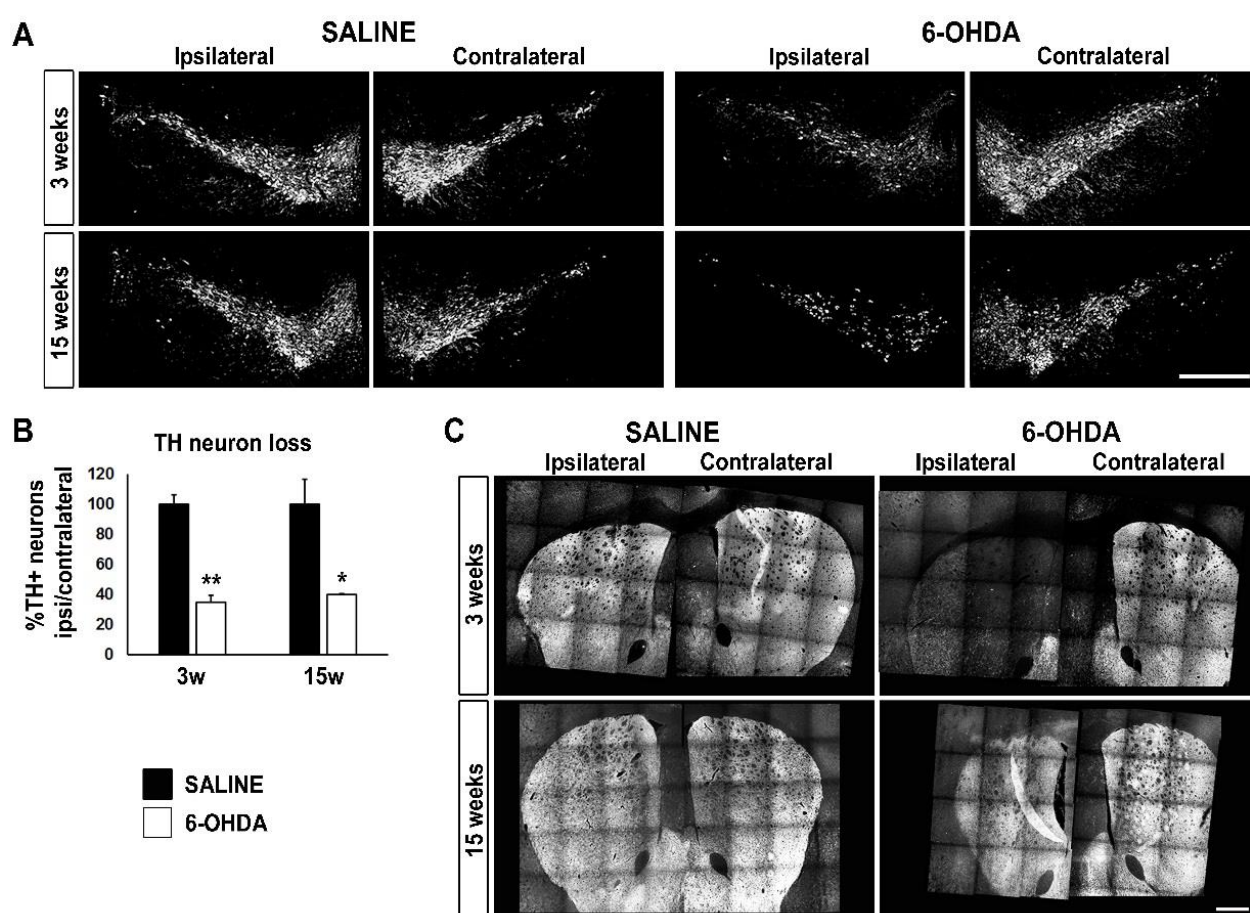 A
SALINE
6-OHDA
Ipsilateral
Contralateral
Ipsilateral
Contralateral
3 weeks
15 weeks
B
TH neuron loss
%TH+ neurons
ipsi/contralateral
120
100
80
60
40
20
0
**
*
3w
15w
SALINE
6-OHDA
C
SALINE
6-OHDA
Ipsilateral
Contralateral
Ipsilateral
Contralateral
3 weeks
15 weeks